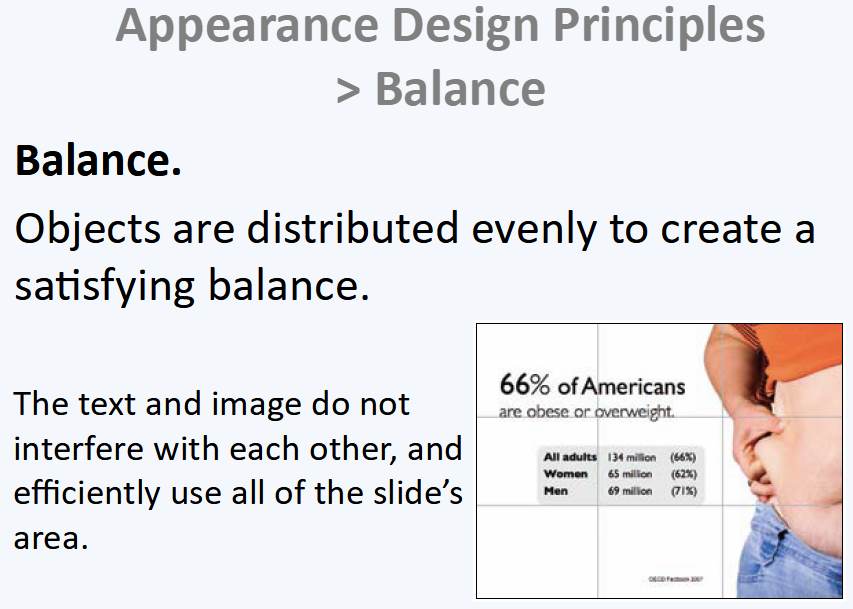 Appearance Design Principles
> Balance
Balance.
Objects are distributed evenly to create a
satisfying balance.
The text and image do not
interfere with each other, and
efficiently use all of the slide's
area.
66% of Americans
are obese or overweight.
All adults 134 million (66%)
Women 65 million (62%)
Men 69 million (71%)
OECD Factbook 2007